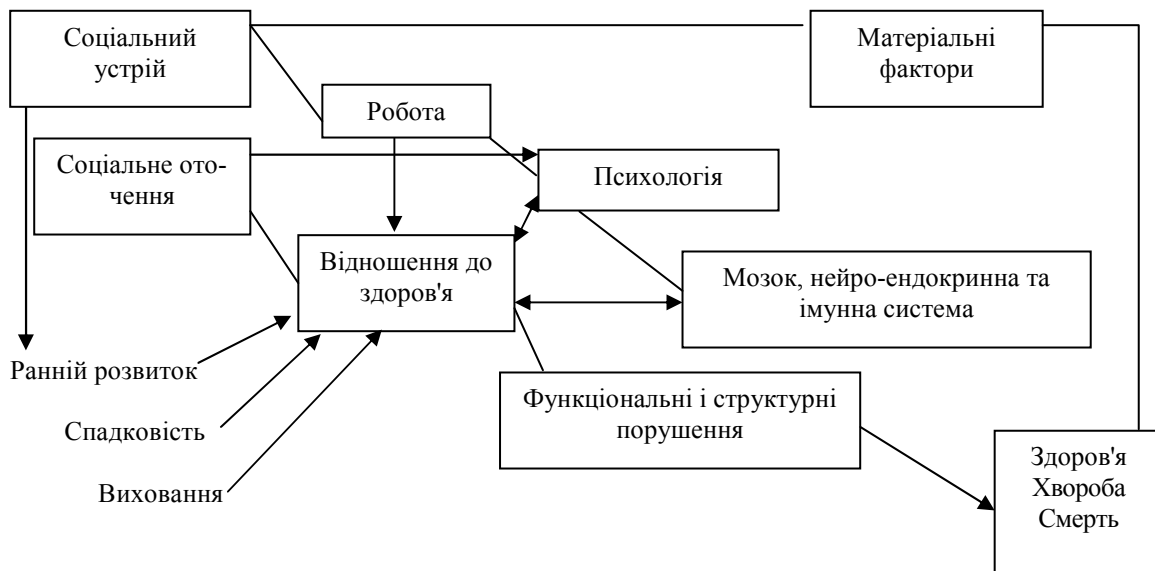 Соціальний
устрій
Матеріальні
фактори
Робота
Соціальне ото-
чення
Психологія
Відношення до
здоров'я
Мозок, нейро-ендокринна та
імунна система
Ранній розвиток
Функціональні і структурні
порушення
Спадковість
Виховання
Здоров'я
Хвороба
Смерть